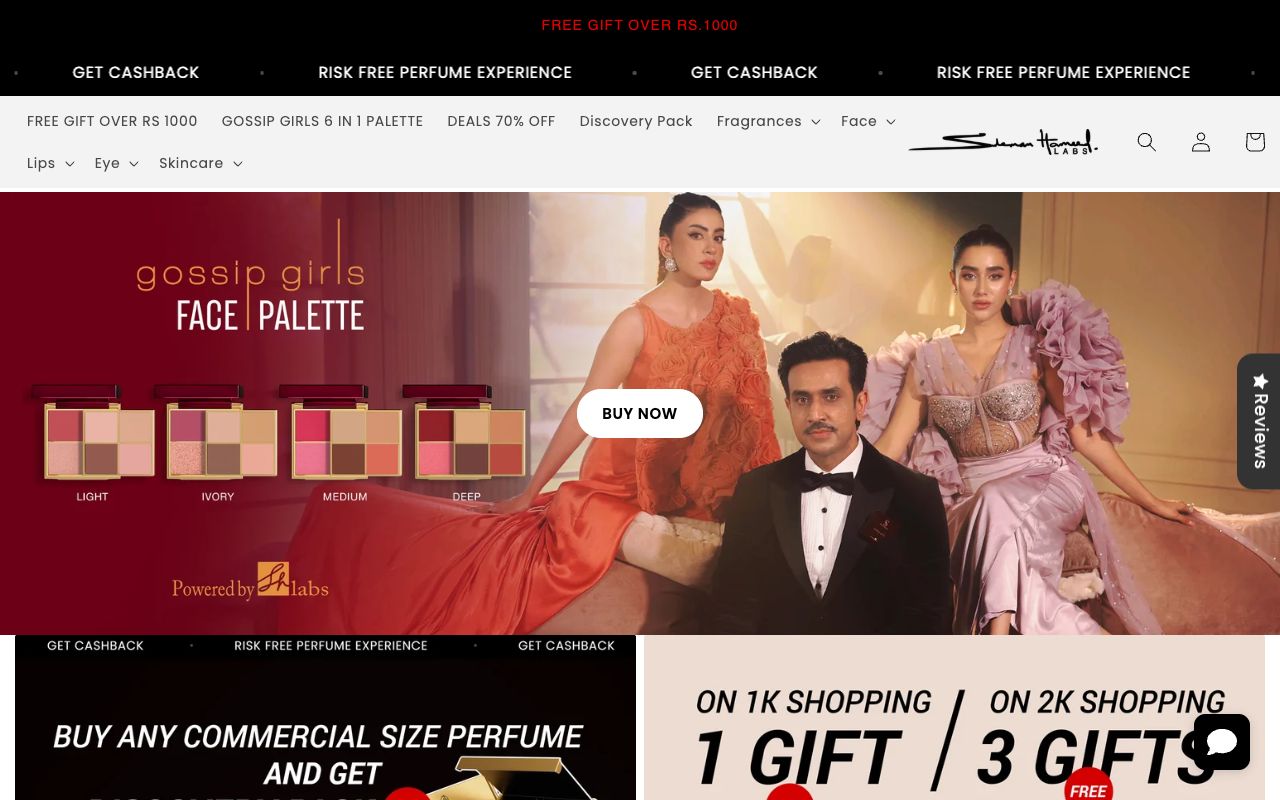 FREE GIFT OVER RS.1000
GET CASHBACK
RISK FREE PERFUME EXPERIENCE
GET CASHBACK
RISK FREE PERFUME EXPERIENCE
FREE GIFT OVER RS 1000
GOSSIP GIRLS 6 IN 1 PALETTE
DEALS 70% OFF
Discovery Pack
Fragrances
Face
Lips
Eye
Skincare
LABS
gossip girls
FACE PALETTE
BUY NOW
LIGHT
IVORY
MEDIUM
DEEP
Powered by Sh labs
Reviews
GET CASHBACK
RISK FREE PERFUME EXPERIENCE
GET CASHBACK
BUY ANY COMMERCIAL SIZE PERFUME
AND GET
ON 1K SHOPPING
1 GIFT
ON 2K SHOPPING
3 GIFTS
FREE